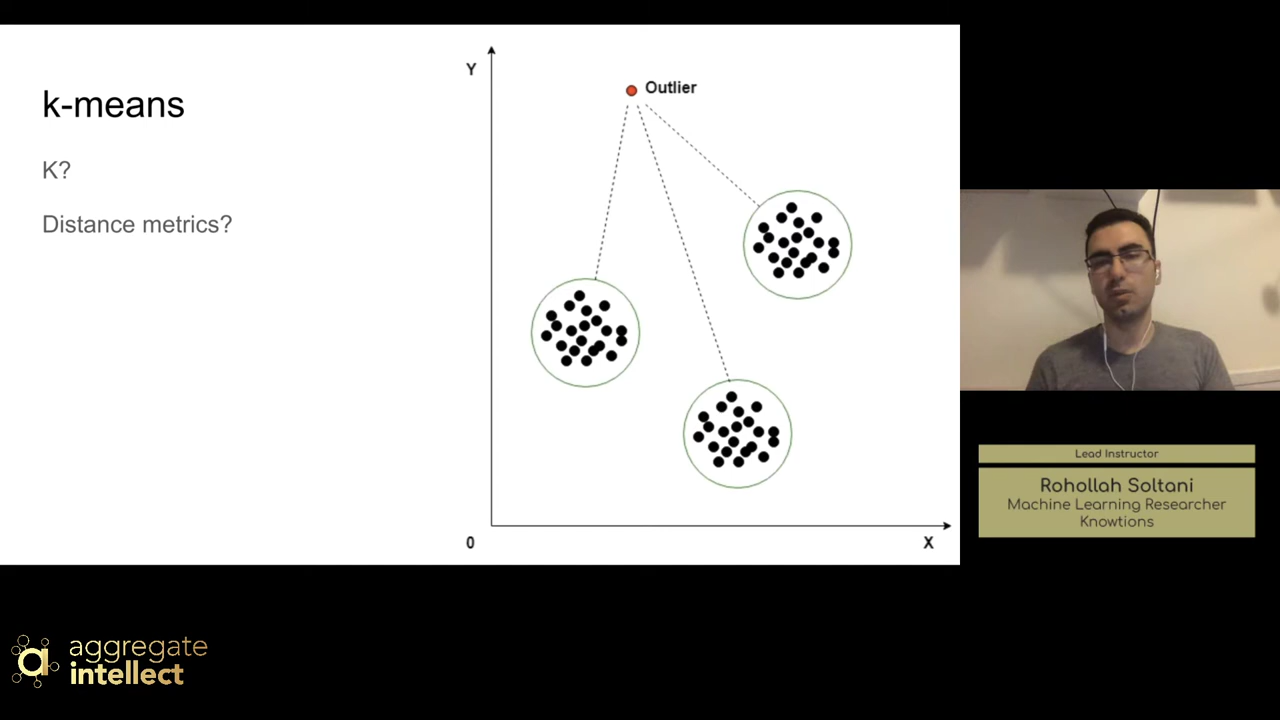 k-means
K?
Distance metrics?
Y
Outlier
0
X
Lead Instructor
Rohollah Soltani
Machine Learning Researcher
Knowtions
aggregate
intellect